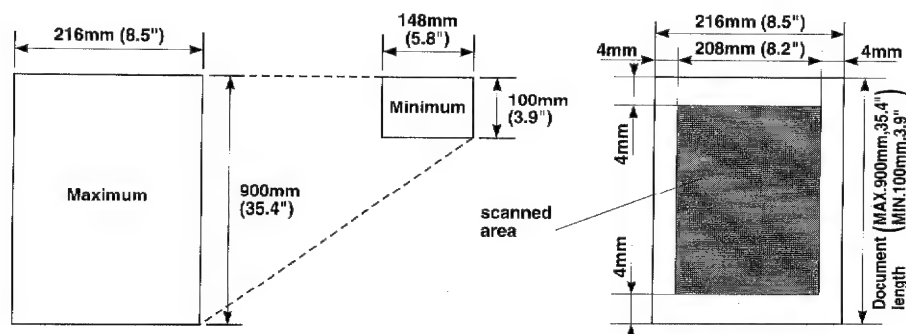 216mm (8.5")
Maximum
900mm
(35.4")
148mm
(5.8")
Minimum
100mm
(3.9")
216mm (8.5")
4mm
208mm (8.2")
4mm
4mm
4mm
scanned
area
Document
length
(MAX.900mm,35.4")
MIN.100mm,3.9"